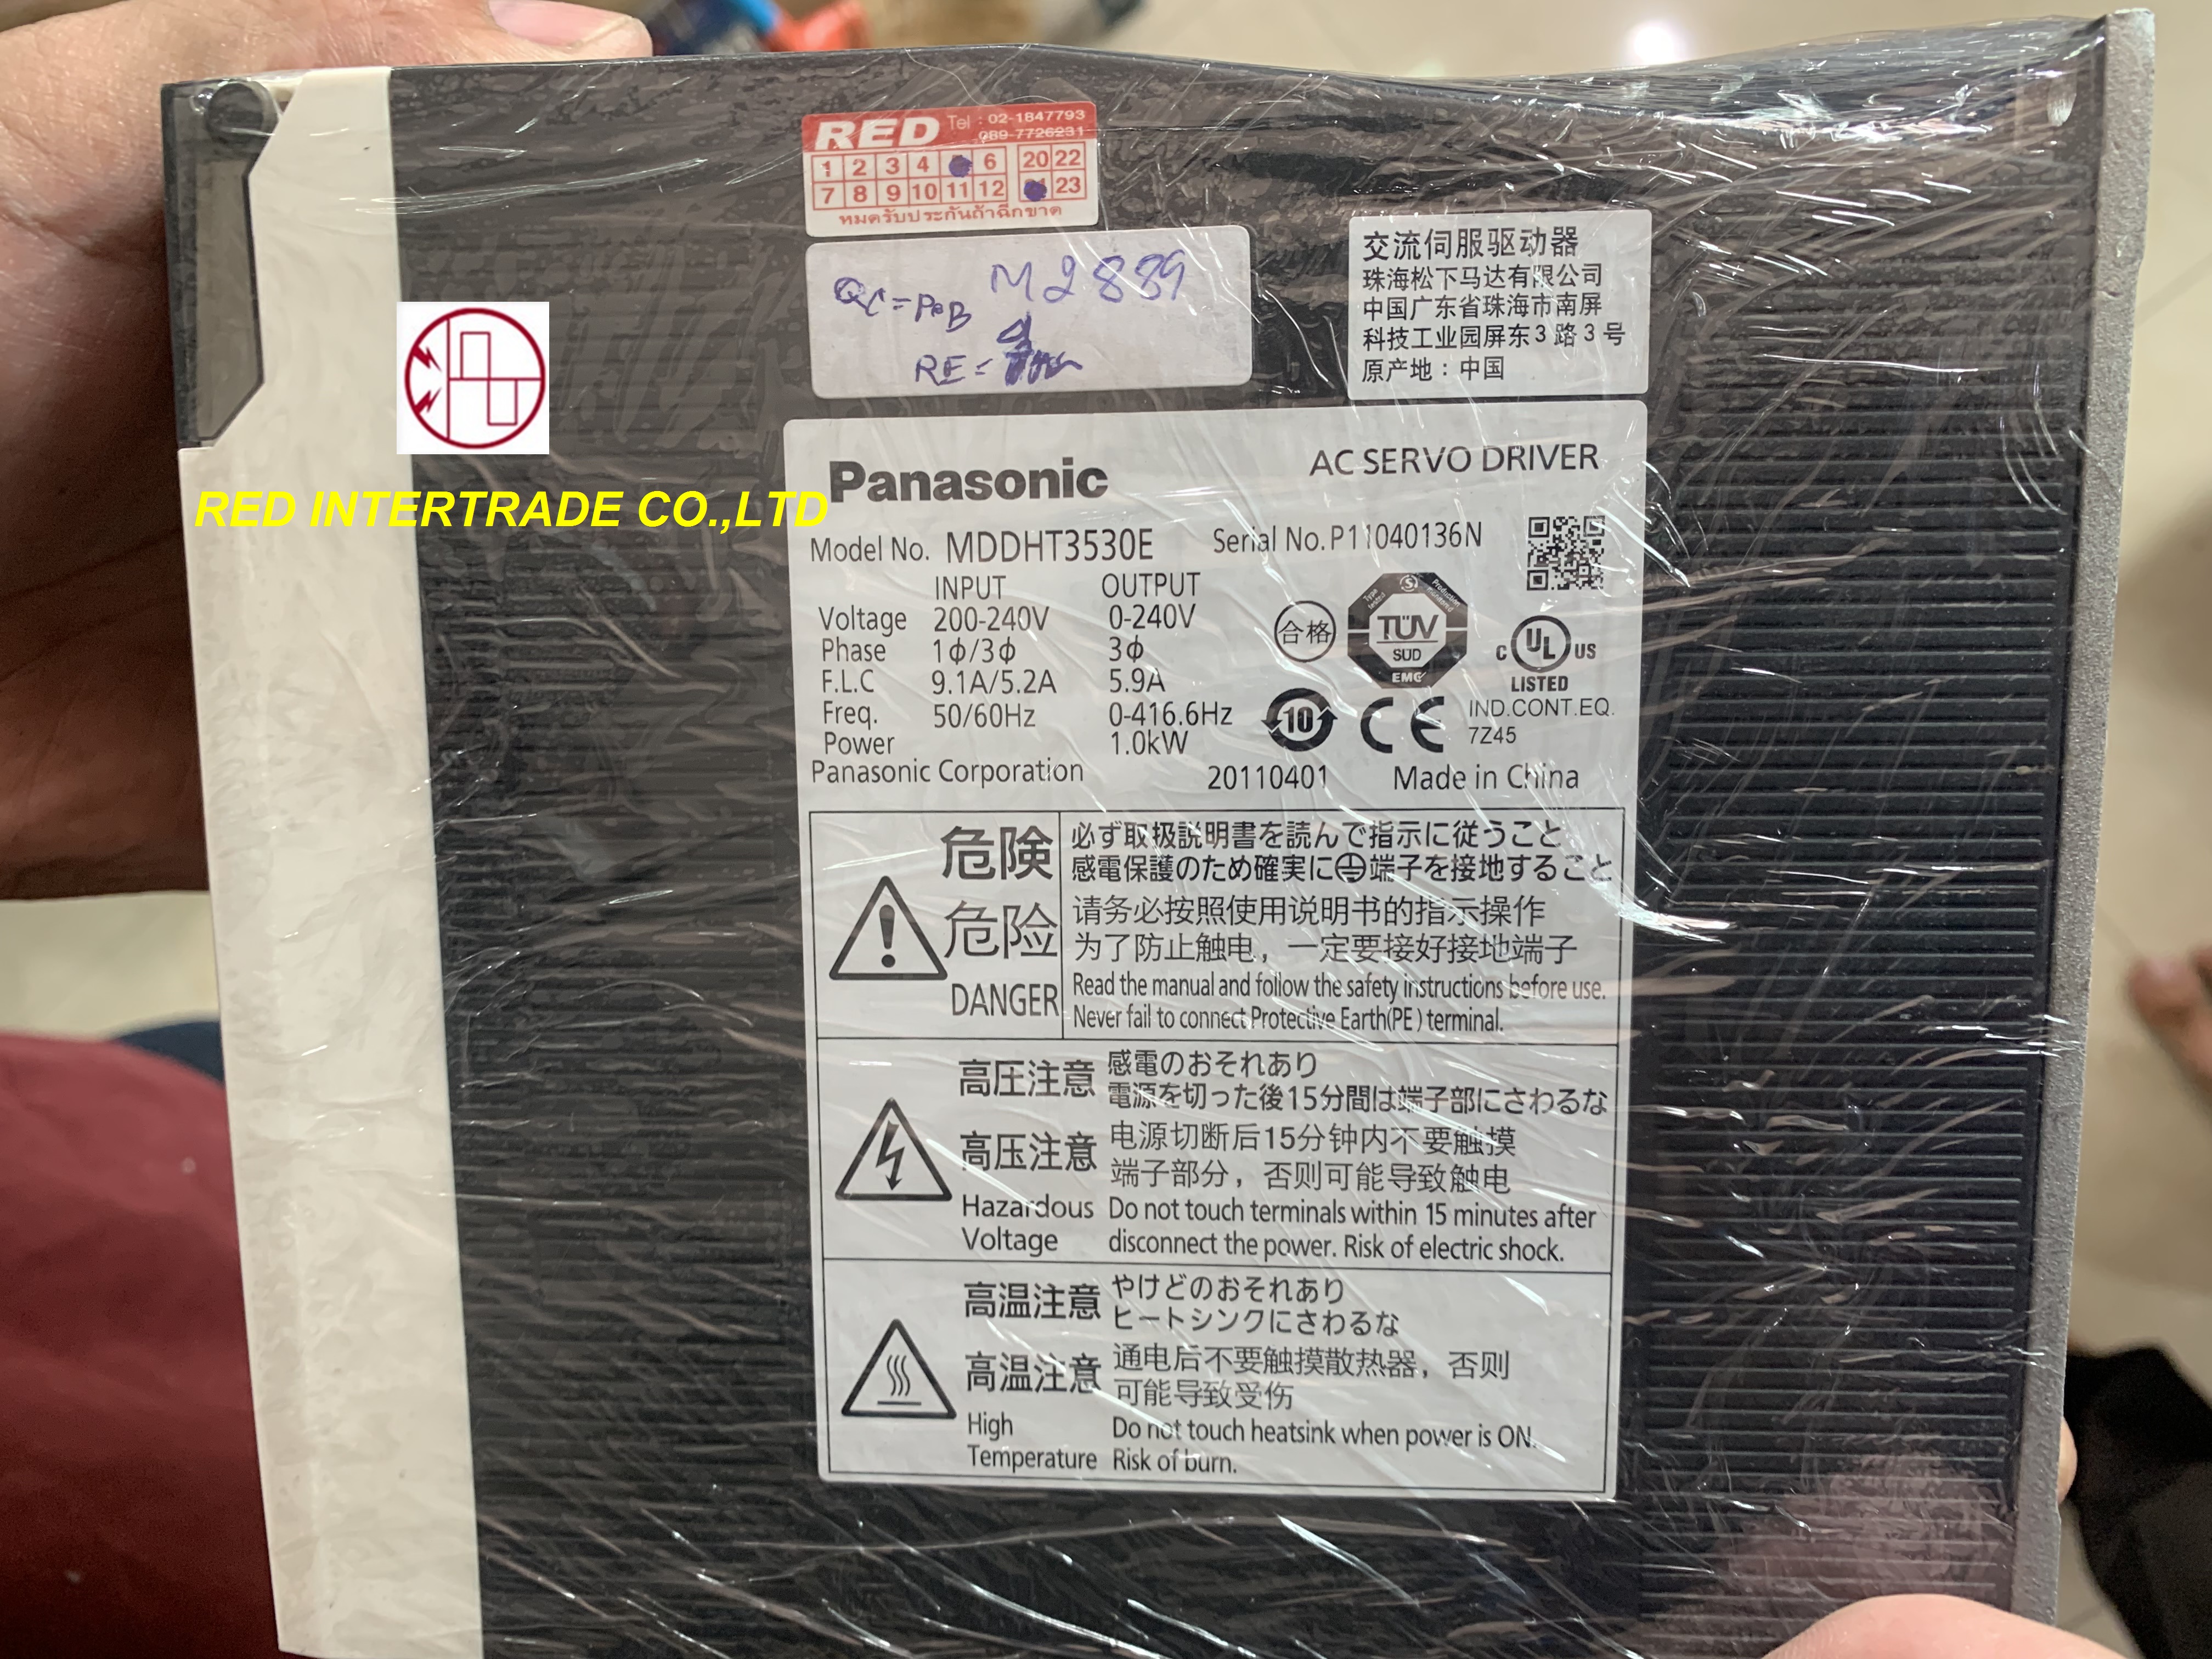 RED Tel : 02-1847793
089-7726231
1 2 3 4 6 20 22
7 8 9 10 11 12 23
หมดรับประกันถ้าฉีกขาด
M2889
QC=PeB
RE=
交流伺服驱动器
珠海松下马达有限公司
中国广东省珠海市南屏
科技工业园屏东3路3号
原产地：中国
RED INTERTRADE CO.,LTD
Panasonic
AC SERVO DRIVER
Model No. MDDHT3530E Serial No. P11040136N
INPUT OUTPUT
Voltage 200-240V 0-240V
Phase 1ϕ/3ϕ 3ϕ
F.L.C 9.1A/5.2A 5.9A
Freq. 50/60Hz 0-416.6Hz
Power 1.0kW
合格
Type tested
Production monitored
TÜV
SÜD
EMC
C UL US
LISTED
10 CE IND.CONT.EQ.
7Z45
Panasonic Corporation 20110401 Made in China
危険 必ず取扱説明書を読んで指示に従うこと
感電保護のため確実に⏚端子を接地すること
危险 请务必按照使用说明书的指示操作
为了防止触电，一定要接好接地端子
DANGER Read the manual and follow the safety instructions before use.
Never fail to connect Protective Earth(PE) terminal.
高圧注意 感電のおそれあり
電源を切った後15分間は端子部にさわるな
高压注意 电源切断后15分钟内不要触摸
端子部分，否则可能导致触电
Hazardous Do not touch terminals within 15 minutes after
Voltage disconnect the power. Risk of electric shock.
高温注意 やけどのおそれあり
ヒートシンクにさわるな
高温注意 通电后不要触摸散热器，否则
可能导致受伤
High Do not touch heatsink when power is ON.
Temperature Risk of burn.